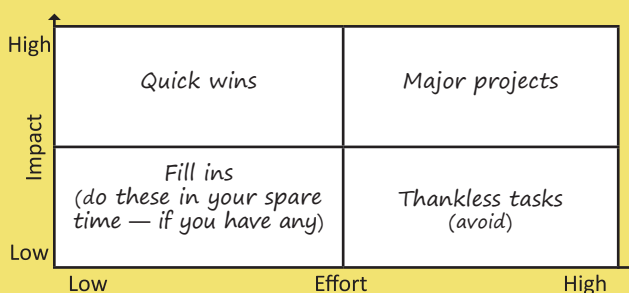 High
Quick wins
Major projects
Impact
Fill ins
(do these in your spare
time — if you have any)
Thankless tasks
(avoid)
Low
Low
Effort
High